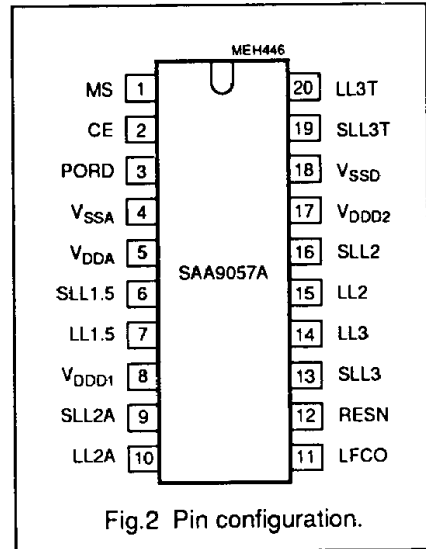 MEH446
MS 1 20 LL3T
CE 2 19 SLL3T
PORD 3 18 VSSD
VSSA 4 17 VDDD2
VDDA 5 16 SLL2
SAA9057A
SLL1.5 6 15 LL2
LL1.5 7 14 LL3
VDDD1 8 13 SLL3
SLL2A 9 12 RESN
LL2A 10 11 LFCO
Fig.2 Pin configuration.